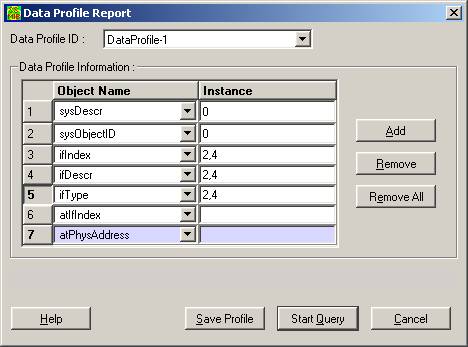 Data Profile Report
Data Profile ID : DataProfile-1
Data Profile Information :
Object Name Instance
1 sysDescr 0
2 sysObjectID 0
3 ifIndex 2,4
4 ifDescr 2,4
5 ifType 2,4
6 atIfIndex
7 atPhysAddress
Add
Remove
Remove All
Help Save Profile Start Query Cancel